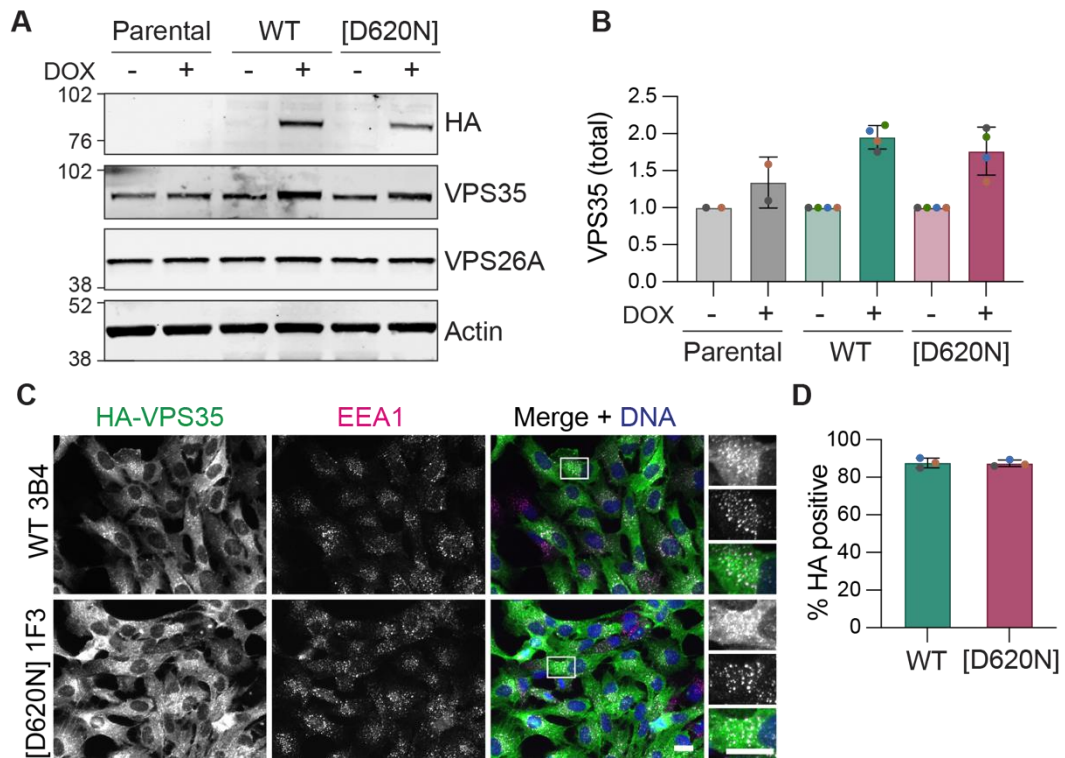 A
Parental WT [D620N]
DOX - + - + - +
102
HA
76
102
VPS35
VPS26A
38
52
Actin
38
B
2.5
2.0
1.5
1.0
0.5
0.0
VPS35 (total)
DOX - + - + - +
Parental WT [D620N]
C
HA-VPS35 EEA1 Merge + DNA
WT 3B4
[D620N] 1F3
D
100
80
60
40
20
0
% HA positive
WT [D620N]